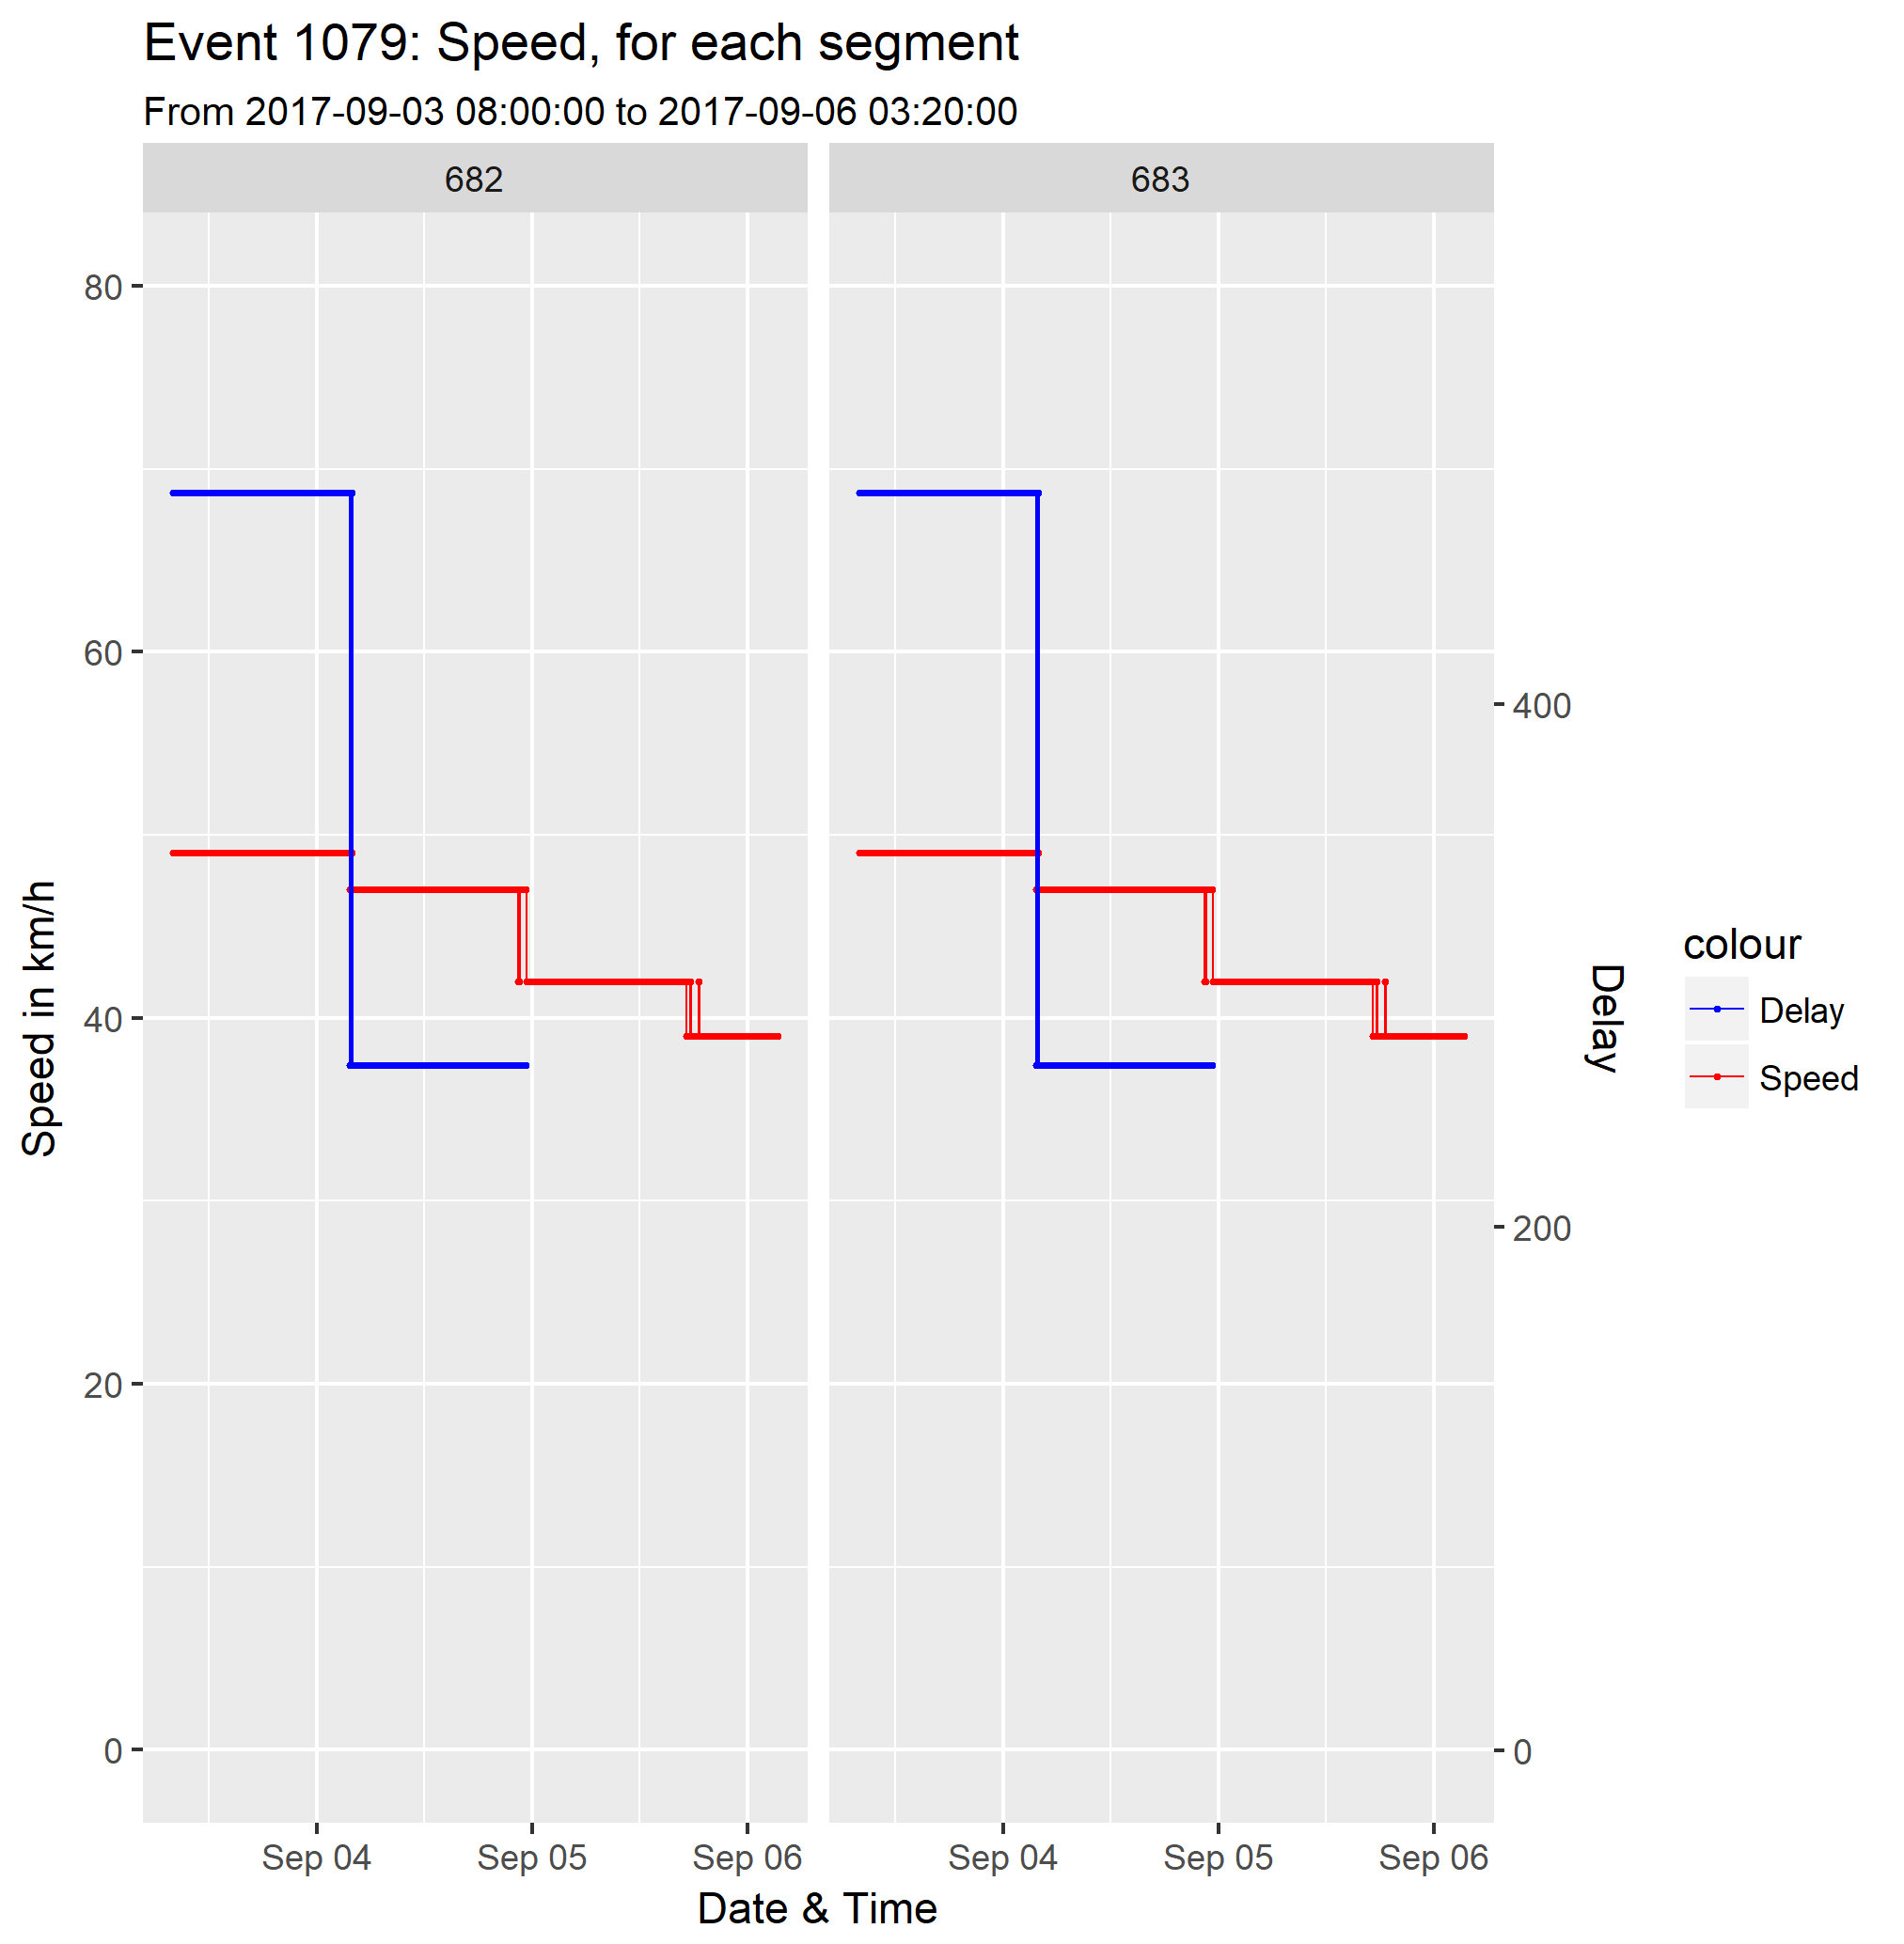 Event 1079: Speed, for each segment
From 2017-09-03 08:00:00 to 2017-09-06 03:20:00
682
683
80
60
40
20
0
Speed in km/h
400
200
0
Delay
colour
Delay
Speed
Sep 04
Sep 05
Sep 06
Sep 04
Sep 05
Sep 06
Date & Time